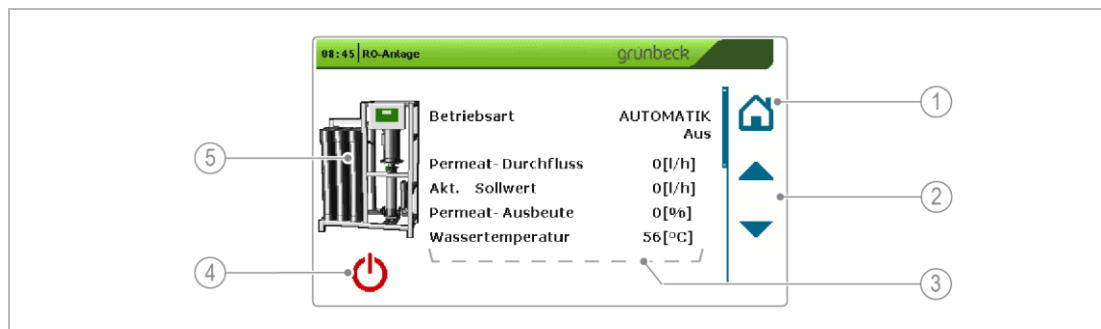 08:45 RO-Anlage grünbeck
Betriebsart AUTOMATIK
Aus
Permeat-Durchfluss 0[l/h]
Akt. Sollwert 0[l/h]
Permeat-Ausbeute 0[%]
Wassertemperatur 56[°C]
1
2
3
4
5